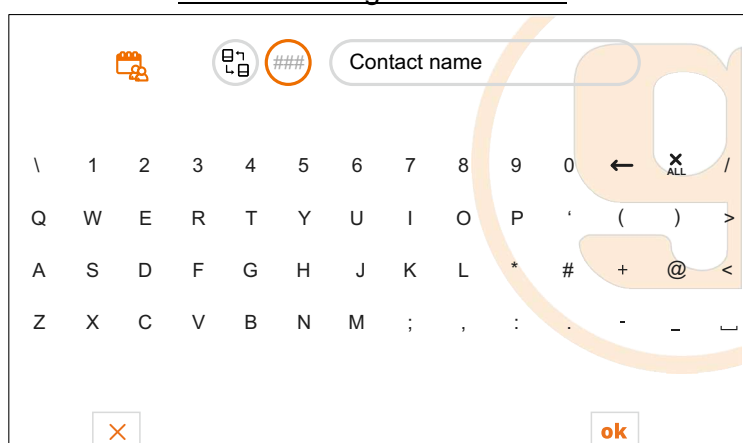 ### Contact name
\ 1 2 3 4 5 6 7 8 9 0 ← ALL /
Q W E R T Y U I O P ‘ ( ) >
A S D F G H J K L * # + @ <
Z X C V B N M ; , : . - _ ⎵
ok